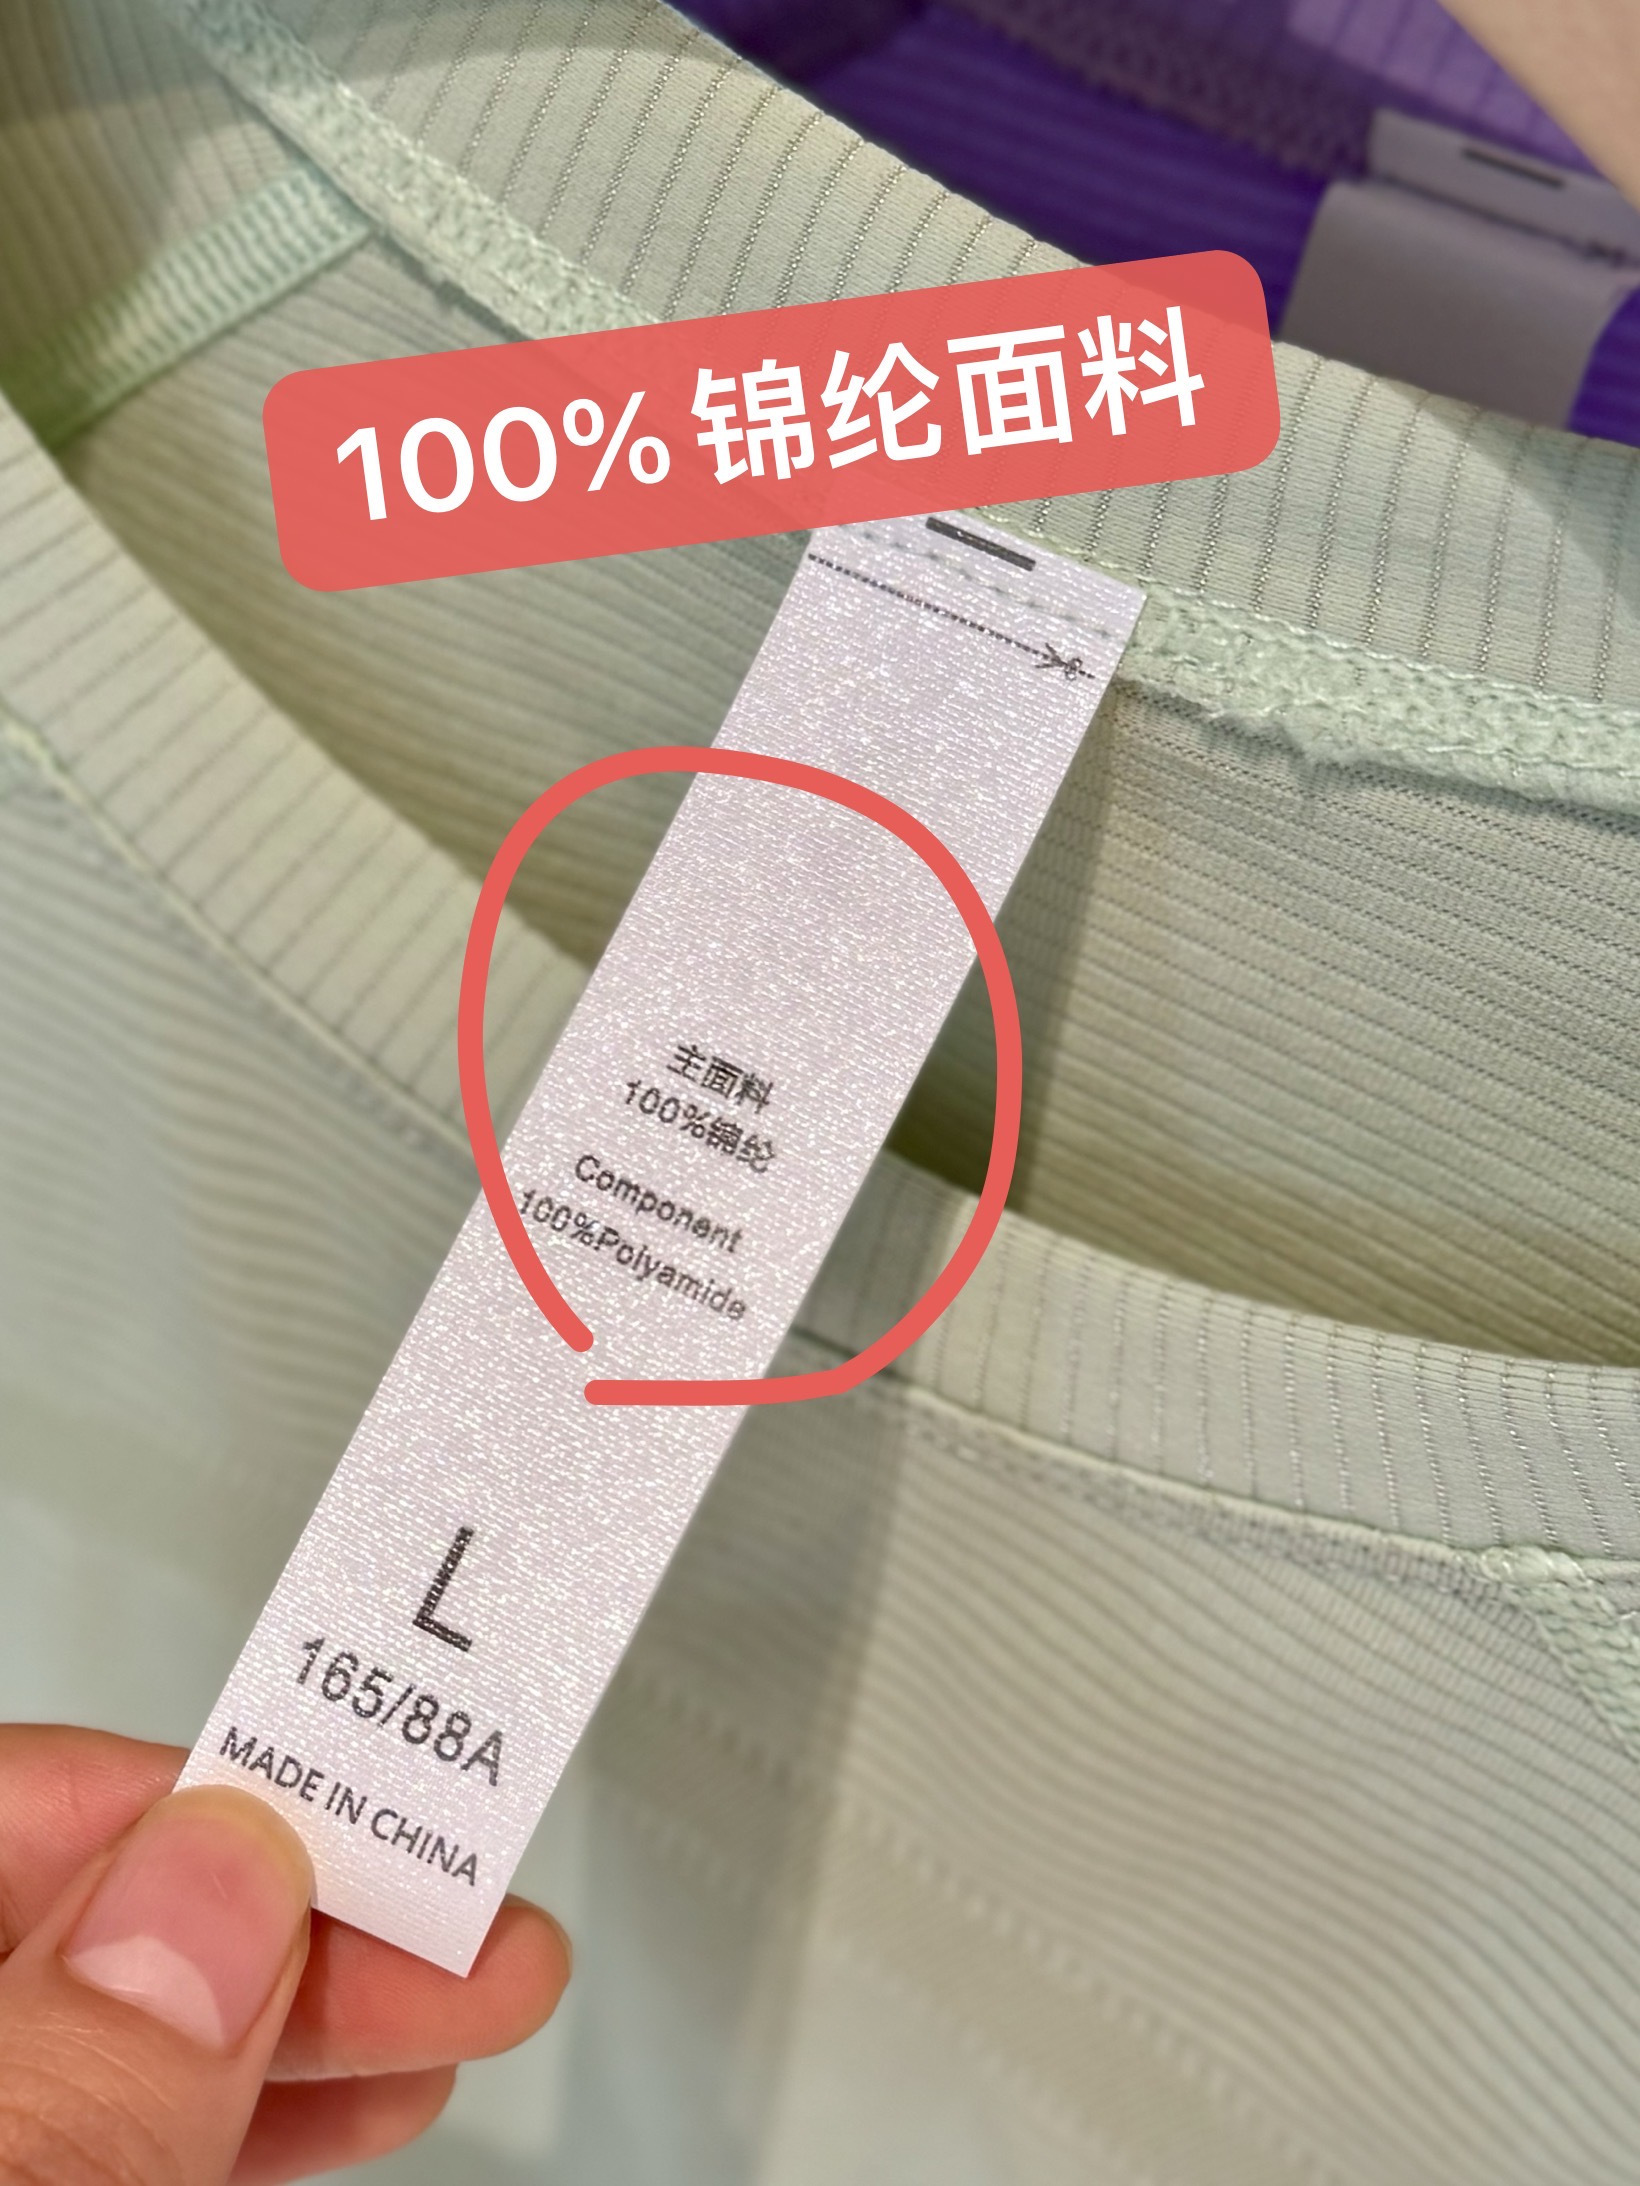 100%锦纶面料
主面料
100%锦纶
Component
100%Polyamide
L
165/88A
MADE IN CHINA